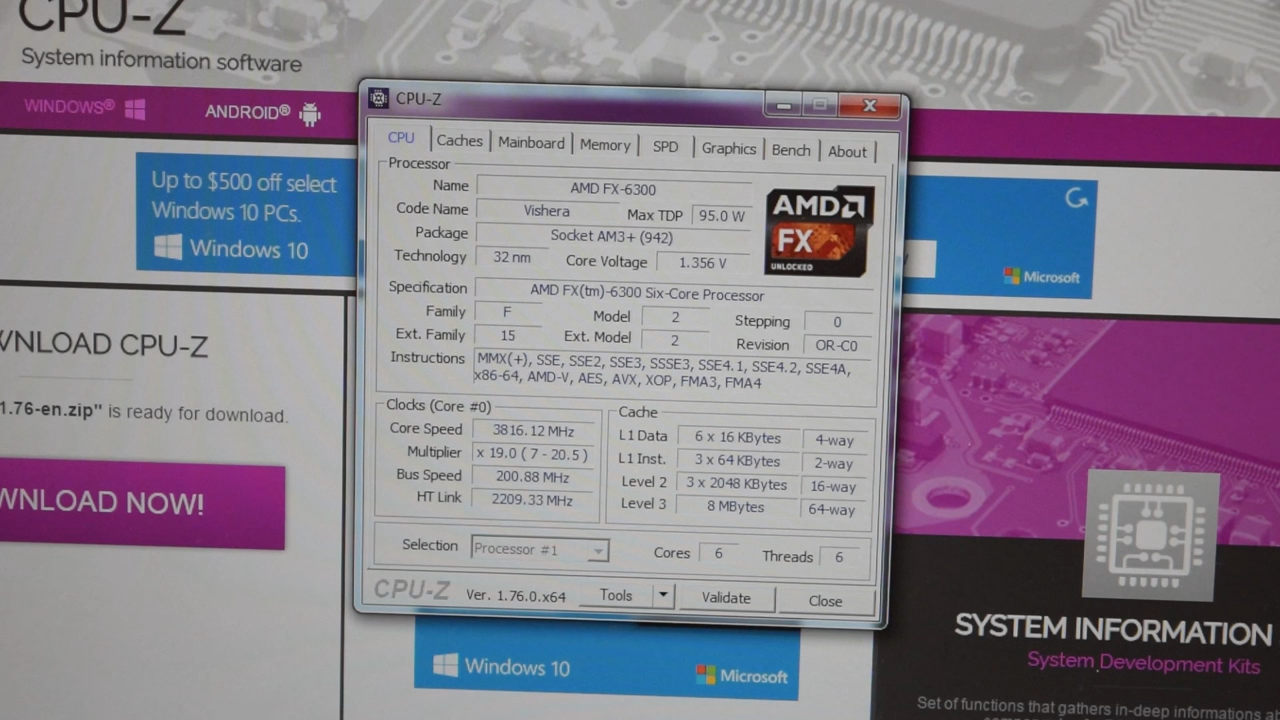 CPU-Z
System information software
WINDOWS®
ANDROID®
Up to $500 off select
Windows 10 PCs.
Windows 10
Microsoft
WNLOAD CPU-Z
1.76-en.zip" is ready for download.
WNLOAD NOW!
CPU-Z
CPU Caches Mainboard Memory SPD Graphics Bench About
Processor
Name AMD FX-6300
Code Name Vishera Max TDP 95.0 W
Package Socket AM3+ (942)
Technology 32 nm Core Voltage 1.356 V
AMD
FX
UNLOCKED
Specification AMD FX(tm)-6300 Six-Core Processor
Family F Model 2 Stepping 0
Ext. Family 15 Ext. Model 2 Revision OR-C0
Instructions MMX(+), SSE, SSE2, SSE3, SSSE3, SSE4.1, SSE4.2, SSE4A,
x86-64, AMD-V, AES, AVX, XOP, FMA3, FMA4
Clocks (Core #0)
Core Speed 3816.12 MHz
Multiplier x 19.0 ( 7 - 20.5 )
Bus Speed 200.88 MHz
HT Link 2209.33 MHz
Cache
L1 Data 6 x 16 KBytes 4-way
L1 Inst. 3 x 64 KBytes 2-way
Level 2 3 x 2048 KBytes 16-way
Level 3 8 MBytes 64-way
Selection Processor #1 Cores 6 Threads 6
CPU-Z Ver. 1.76.0.x64 Tools Validate Close
Windows 10
Microsoft
SYSTEM INFORMATION
System Development Kits
Set of functions that gathers in-deep informations